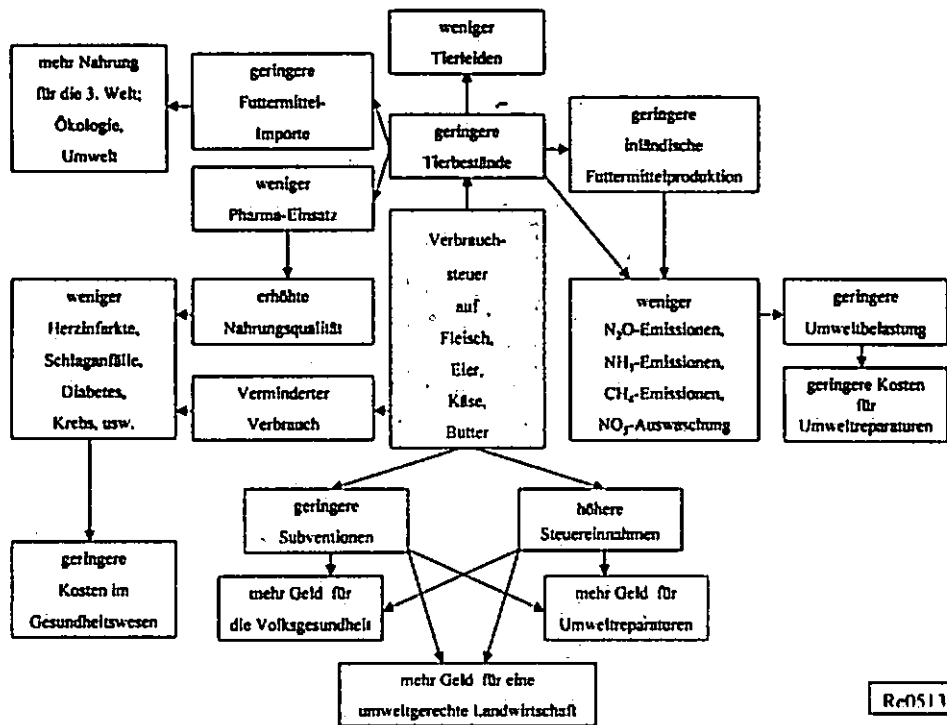 weniger
Tierleiden
mehr Nahrung
für die 3. Welt;
Ökologie,
Umwelt
geringere
Futtermittel-
Importe
geringere
Tierbestände
geringere
inländische
Futtermittelproduktion
weniger
Pharma-Einsatz
Verbrauch-
steuer
auf
Fleisch,
Eier,
Käse,
Butter
weniger
Herzinfarkte,
Schlaganfälle,
Diabetes,
Krebs, usw.
erhöhte
Nahrungsqualität
Verminderter
Verbrauch
weniger
N₂O-Emissionen,
NH₃-Emissionen,
CH₄-Emissionen,
NO₃-Auswaschung
geringere
Umweltbelastung
geringere Kosten
für
Umweltreparaturen
geringere
Subventionen
höhere
Steuereinnahmen
geringere
Kosten im
Gesundheitswesen
mehr Geld für
die Volksgesundheit
mehr Geld für
Umweltreparaturen
mehr Geld für eine
umweltgerechte Landwirtschaft